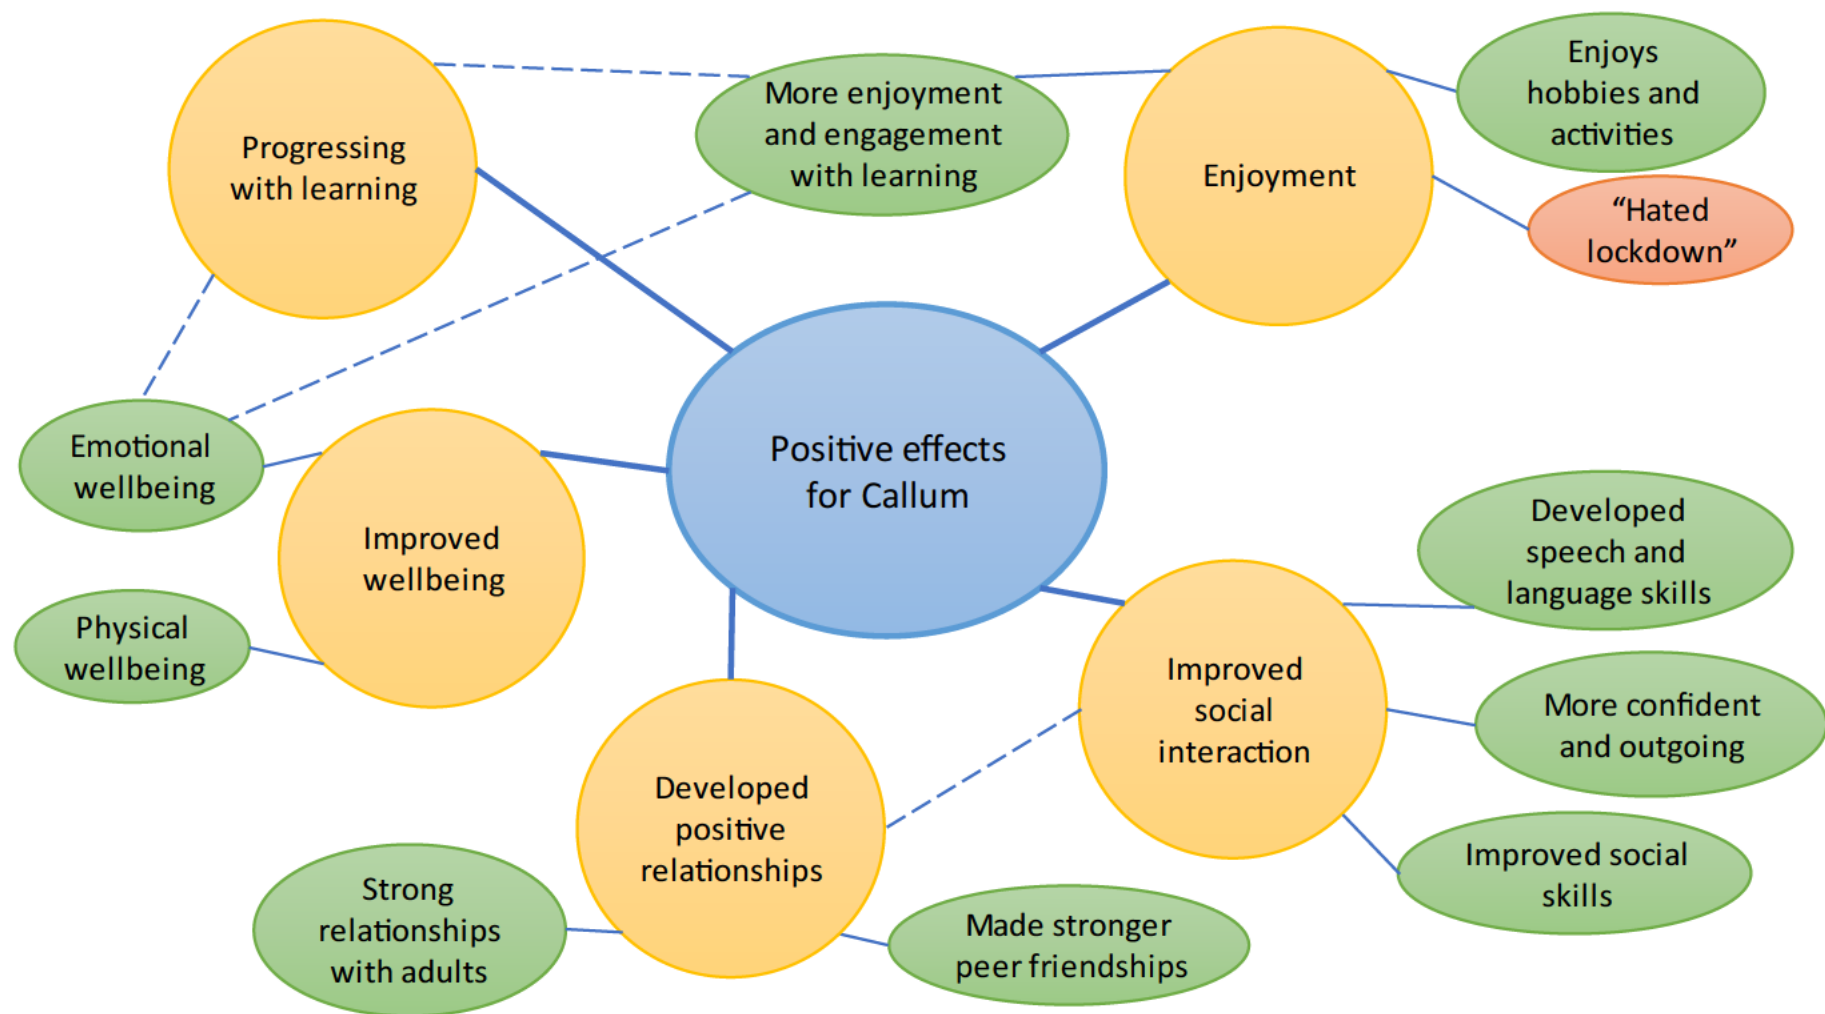 Progressing
with learning
More enjoyment
and engagement
with learning
Enjoyment
Enjoys
hobbies and
activities
“Hated
lockdown”
Positive effects
for Callum
Emotional
wellbeing
Improved
wellbeing
Physical
wellbeing
Developed
positive
relationships
Strong
relationships
with adults
Made stronger
peer friendships
Improved
social
interaction
Developed
speech and
language skills
More confident
and outgoing
Improved social
skills